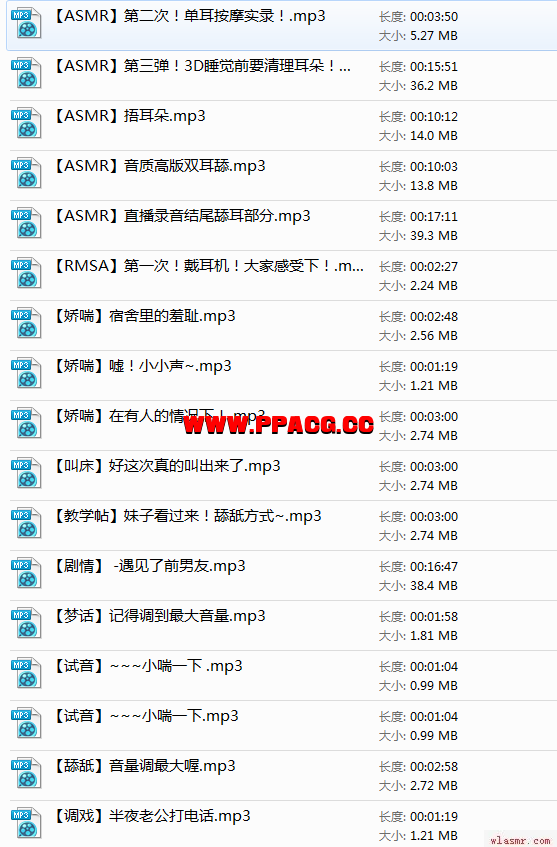 MP3 【ASMR】第二次！单耳按摩实录！.mp3 长度: 00:03:50
大小: 5.27 MB
MP3 【ASMR】第三弹！3D睡觉前要清理耳朵！... 长度: 00:15:51
大小: 36.2 MB
MP3 【ASMR】捂耳朵.mp3 长度: 00:10:12
大小: 14.0 MB
MP3 【ASMR】音质高版双耳舔.mp3 长度: 00:10:03
大小: 13.8 MB
MP3 【ASMR】直播录音结尾舔耳部分.mp3 长度: 00:17:11
大小: 39.3 MB
MP3 【RMSA】第一次！戴耳机！大家感受下！.m... 长度: 00:02:27
大小: 2.24 MB
MP3 【娇喘】宿舍里的羞耻.mp3 长度: 00:02:48
大小: 2.56 MB
MP3 【娇喘】嘘！小小声~.mp3 长度: 00:01:19
大小: 1.21 MB
MP3 【娇喘】在有人的情况下！.mp3 长度: 00:03:00
WWW.PPACG.CC
大小: 2.74 MB
MP3 【叫床】好这次真的叫出来了.mp3 长度: 00:03:00
大小: 2.74 MB
MP3 【教学帖】妹子看过来！舔舐方式~.mp3 长度: 00:03:00
大小: 2.74 MB
MP3 【剧情】 -遇见了前男友.mp3 长度: 00:16:47
大小: 38.4 MB
MP3 【梦话】记得调到最大音量.mp3 长度: 00:01:58
大小: 1.81 MB
MP3 【试音】~~~小喘一下 .mp3 长度: 00:01:04
大小: 0.99 MB
MP3 【试音】~~~小喘一下.mp3 长度: 00:01:04
大小: 0.99 MB
MP3 【舔舐】音量调最大喔.mp3 长度: 00:02:58
大小: 2.72 MB
MP3 【调戏】半夜老公打电话.mp3 长度: 00:01:19
大小: 1.21 MB
wlasmr.com